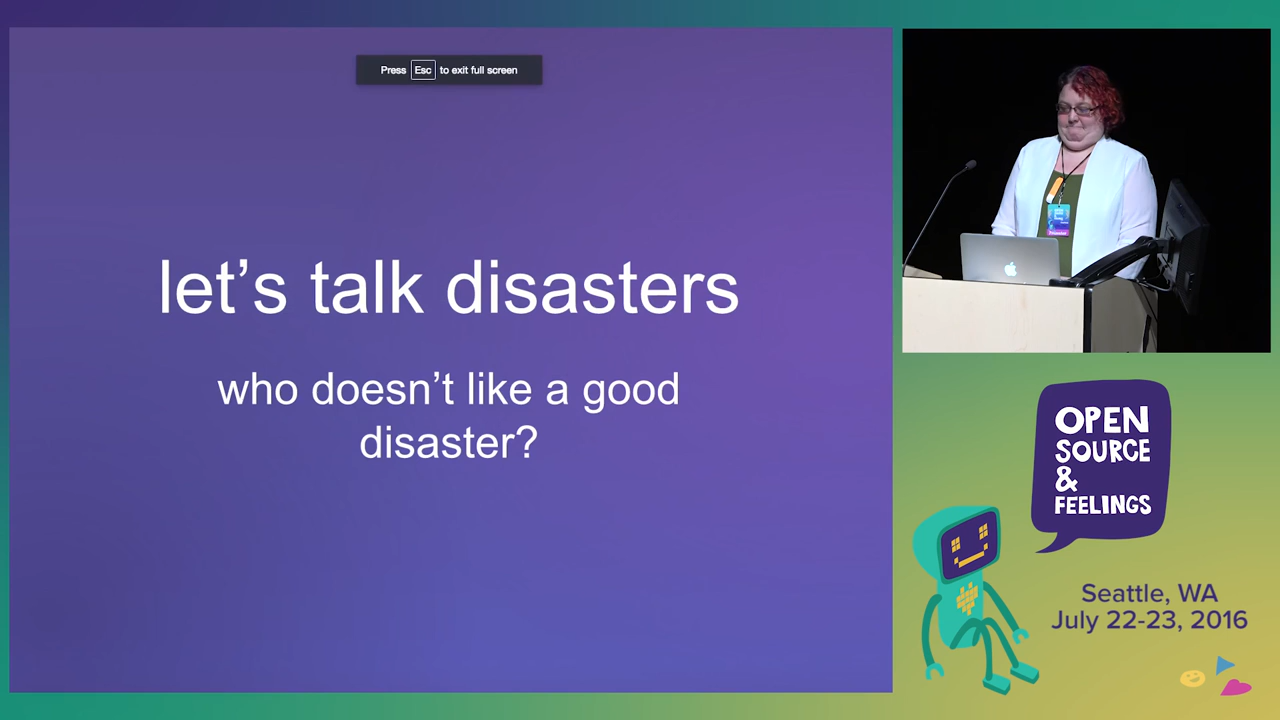 Press Esc to exit full screen
let's talk disasters
who doesn't like a good
disaster?
OPEN
SOURCE
&
FEELINGS
Seattle, WA
July 22-23, 2016